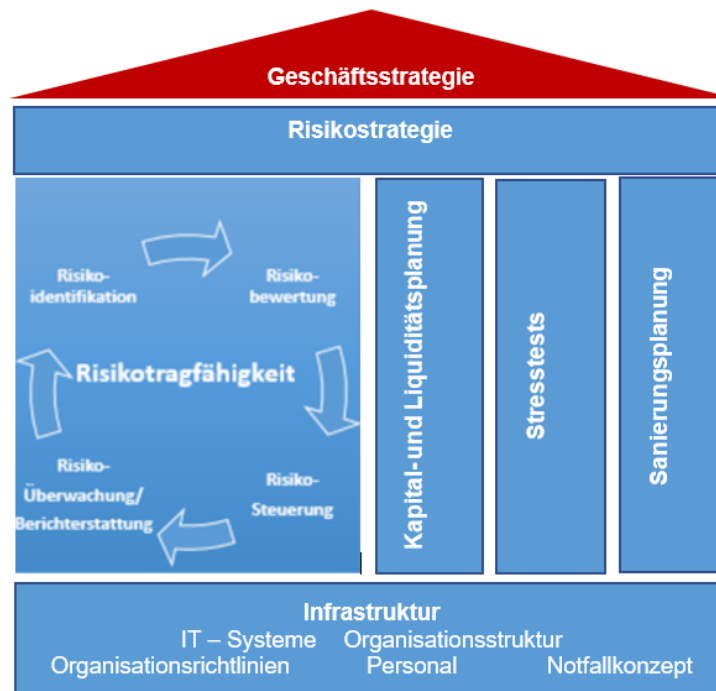 Geschäftsstrategie
Risikostrategie
Risiko-
identifikation
Risiko-
bewertung
Risikotragfähigkeit
Risiko-
Überwachung/
Berichterstattung
Risiko-
Steuerung
Kapital-und Liquiditätsplanung
Stresstests
Sanierungsplanung
Infrastruktur
IT – Systeme Organisationsstruktur
Organisationsrichtlinien Personal Notfallkonzept